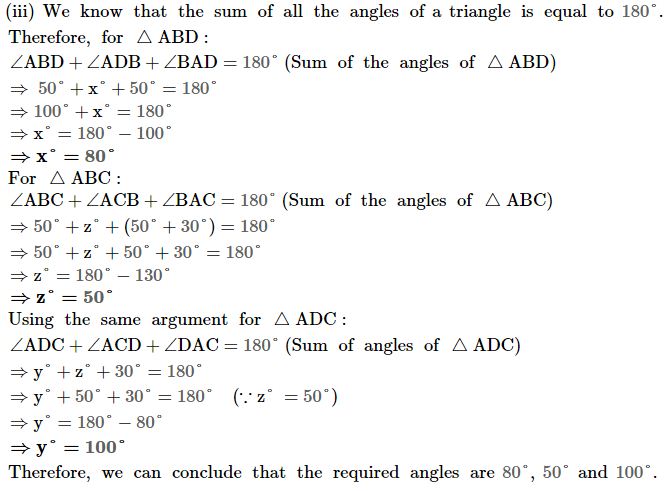 (iii) We know that the sum of all the angles of a triangle is equal to 180˚.
Therefore, for △ ABD :
∠ABD + ∠ADB + ∠BAD = 180˚ (Sum of the angles of △ ABD)
⇒ 50˚ + x˚ + 50˚ = 180˚
⇒ 100˚ + x˚ = 180˚
⇒ x˚ = 180˚ − 100˚
⇒ x˚ = 80˚
For △ ABC :
∠ABC + ∠ACB + ∠BAC = 180˚ (Sum of the angles of △ ABC)
⇒ 50˚ + z˚ + (50˚ + 30˚) = 180˚
⇒ 50˚ + z˚ + 50˚ + 30˚ = 180˚
⇒ z˚ = 180˚ − 130˚
⇒ z˚ = 50˚
Using the same argument for △ ADC :
∠ADC + ∠ACD + ∠DAC = 180˚ (Sum of angles of △ ADC)
⇒ y˚ + z˚ + 30˚ = 180˚
⇒ y˚ + 50˚ + 30˚ = 180˚ (∵ z˚ = 50˚)
⇒ y˚ = 180˚ − 80˚
⇒ y˚ = 100˚
Therefore, we can conclude that the required angles are 80˚, 50˚ and 100˚.